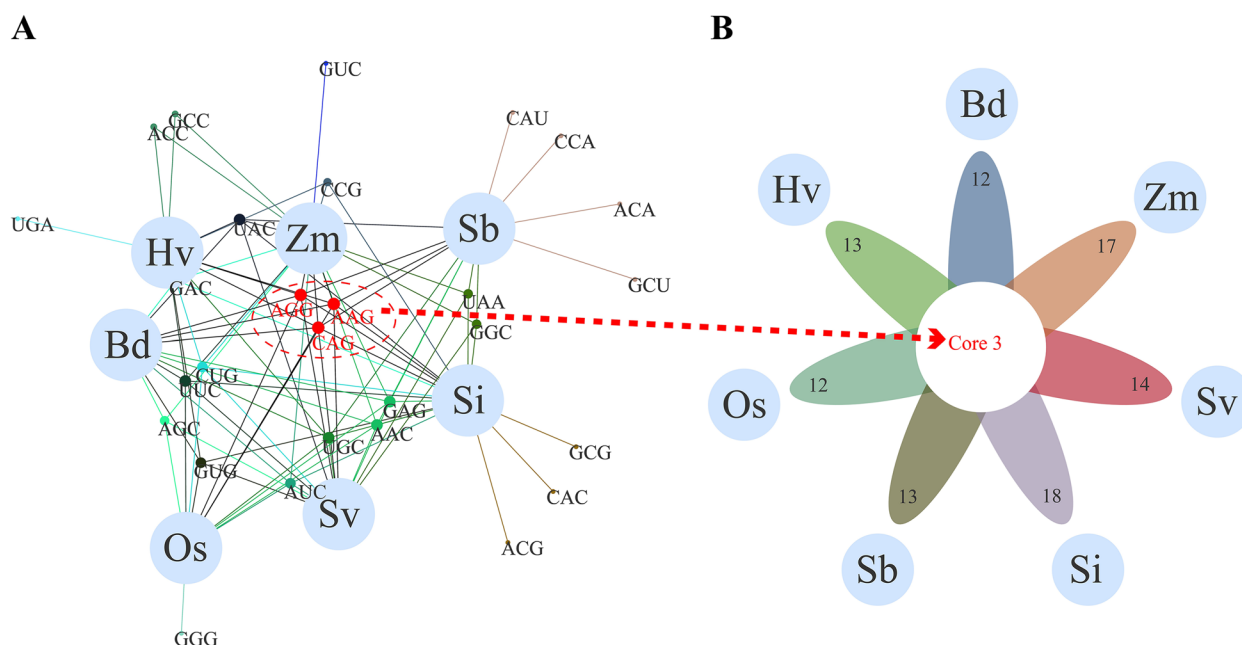 A
B
GUC
GCC
ACC
CAU
CCA
CCG
ACA
UGA
UAC
Hv
Zm
Sb
GCU
GAC
AGG
AAG
CAG
UAA
GGC
Bd
CUG
UUC
Si
GAG
AGC
AAC
UGC
GCG
GUG
AUC
CAC
Sv
Os
ACG
GGG
Bd
12
Hv
Zm
13
17
Core 3
Os
12
14
Sv
13
18
Sb
Si